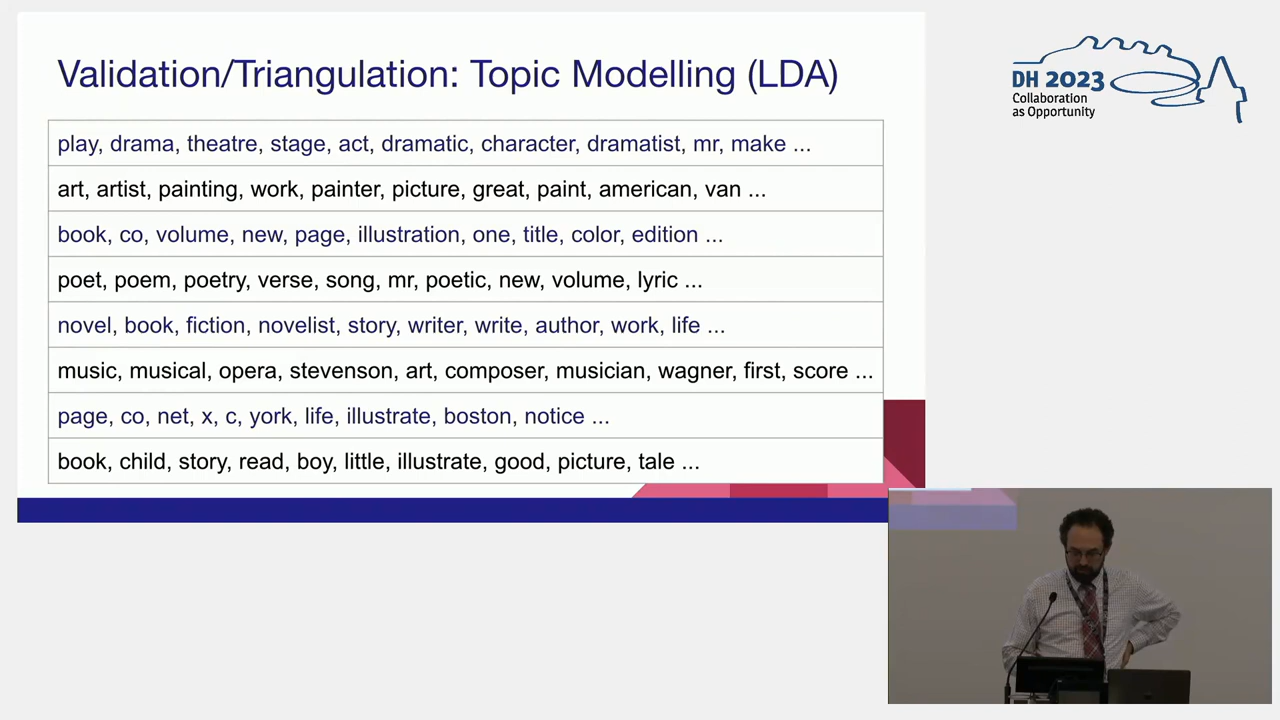 Validation/Triangulation: Topic Modelling (LDA)
play, drama, theatre, stage, act, dramatic, character, dramatist, mr, make ...
art, artist, painting, work, painter, picture, great, paint, american, van ...
book, co, volume, new, page, illustration, one, title, color, edition ...
poet, poem, poetry, verse, song, mr, poetic, new, volume, lyric ...
novel, book, fiction, novelist, story, writer, write, author, work, life ...
music, musical, opera, stevenson, art, composer, musician, wagner, first, score ...
page, co, net, x, c, york, life, illustrate, boston, notice ...
book, child, story, read, boy, little, illustrate, good, picture, tale ...
DH 2023
Collaboration
as Opportunity